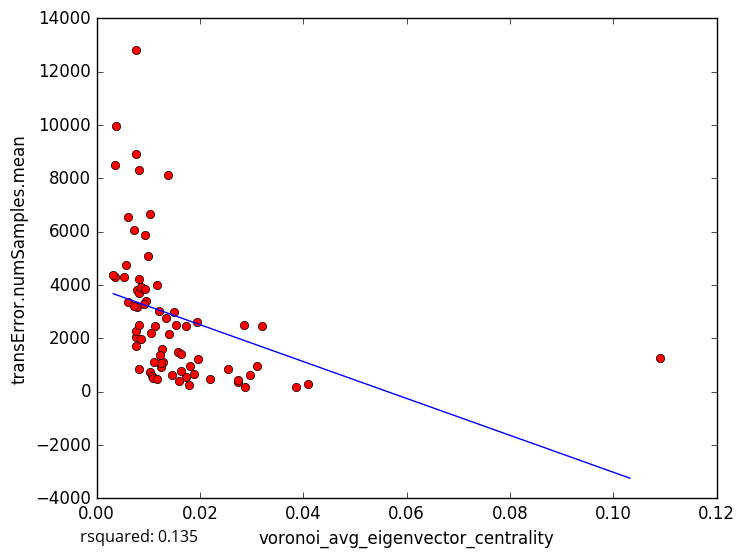 14000
12000
10000
8000
6000
4000
2000
0
−2000
−4000
transError.numSamples.mean
0.00 0.02 0.04 0.06 0.08 0.10 0.12
rsquared: 0.135
voronoi_avg_eigenvector_centrality